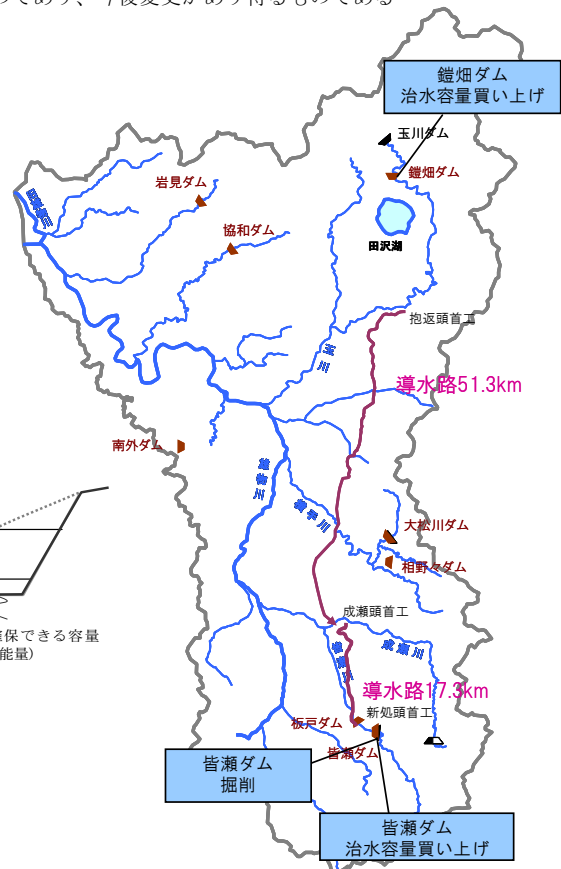 のであり、今後変更があり得るものである
鎧畑ダム
治水容量買い上げ
玉川ダム
鎧畑ダム
岩見ダム
協和ダム
田沢湖
抱返頭首工
玉川
導水路51.3km
南外ダム
雄物川
横手川
大松川ダム
相野々ダム
確保できる容量
能量)
成瀬頭首工
成瀬川
皆瀬川
導水路17.3km
新処頭首工
板戸ダム
皆瀬ダム
皆瀬ダム
掘削
皆瀬ダム
治水容量買い上げ